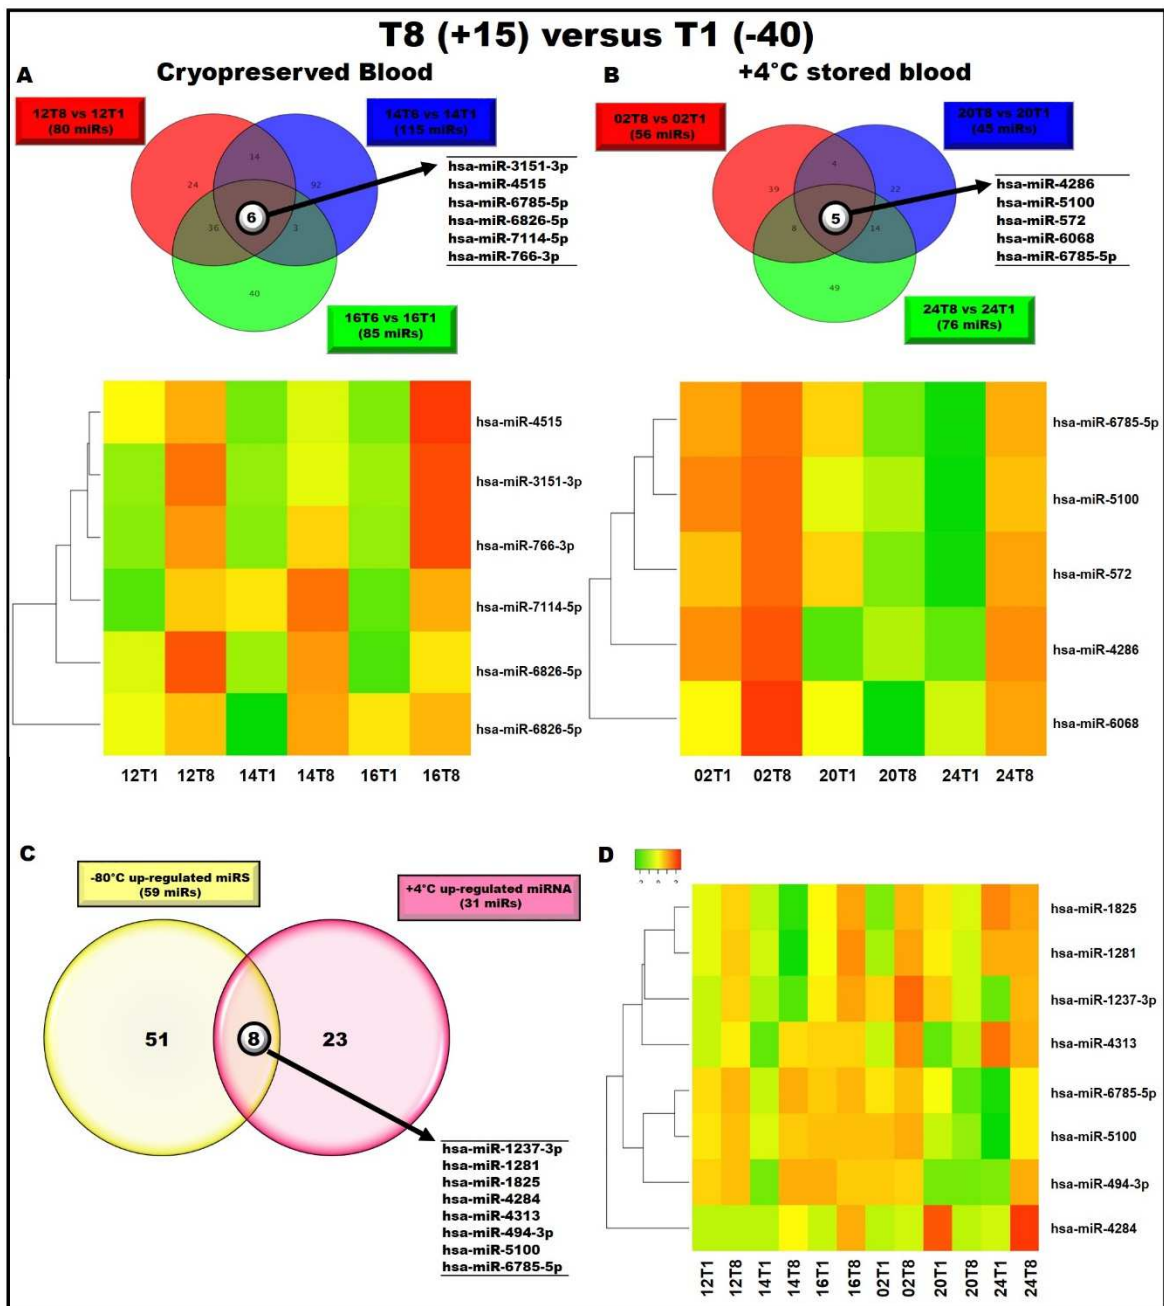 T8 (+15) versus T1 (-40)
A
Cryopreserved Blood
12T8 vs 12T1
(80 miRs)
14T6 vs 14T1
(115 miRs)
14
24
92
6
36
3
40
hsa-miR-3151-3p
hsa-miR-4515
hsa-miR-6785-5p
hsa-miR-6826-5p
hsa-miR-7114-5p
hsa-miR-766-3p
16T6 vs 16T1
(85 miRs)
hsa-miR-4515
hsa-miR-3151-3p
hsa-miR-766-3p
hsa-miR-7114-5p
hsa-miR-6826-5p
hsa-miR-6826-5p
12T1 12T8 14T1 14T8 16T1 16T8
B
+4°C stored blood
02T8 vs 02T1
(56 miRs)
20T8 vs 20T1
(45 miRs)
4
39
22
5
8
14
49
hsa-miR-4286
hsa-miR-5100
hsa-miR-572
hsa-miR-6068
hsa-miR-6785-5p
24T8 vs 24T1
(76 miRs)
hsa-miR-6785-5p
hsa-miR-5100
hsa-miR-572
hsa-miR-4286
hsa-miR-6068
02T1 02T8 20T1 20T8 24T1 24T8
C
-80°C up-regulated miRS
(59 miRs)
+4°C up-regulated miRNA
(31 miRs)
51
8
23
hsa-miR-1237-3p
hsa-miR-1281
hsa-miR-1825
hsa-miR-4284
hsa-miR-4313
hsa-miR-494-3p
hsa-miR-5100
hsa-miR-6785-5p
D
hsa-miR-1825
hsa-miR-1281
hsa-miR-1237-3p
hsa-miR-4313
hsa-miR-6785-5p
hsa-miR-5100
hsa-miR-494-3p
hsa-miR-4284
12T1
12T8
14T1
14T8
16T1
16T8
02T1
02T8
20T1
20T8
24T1
24T8